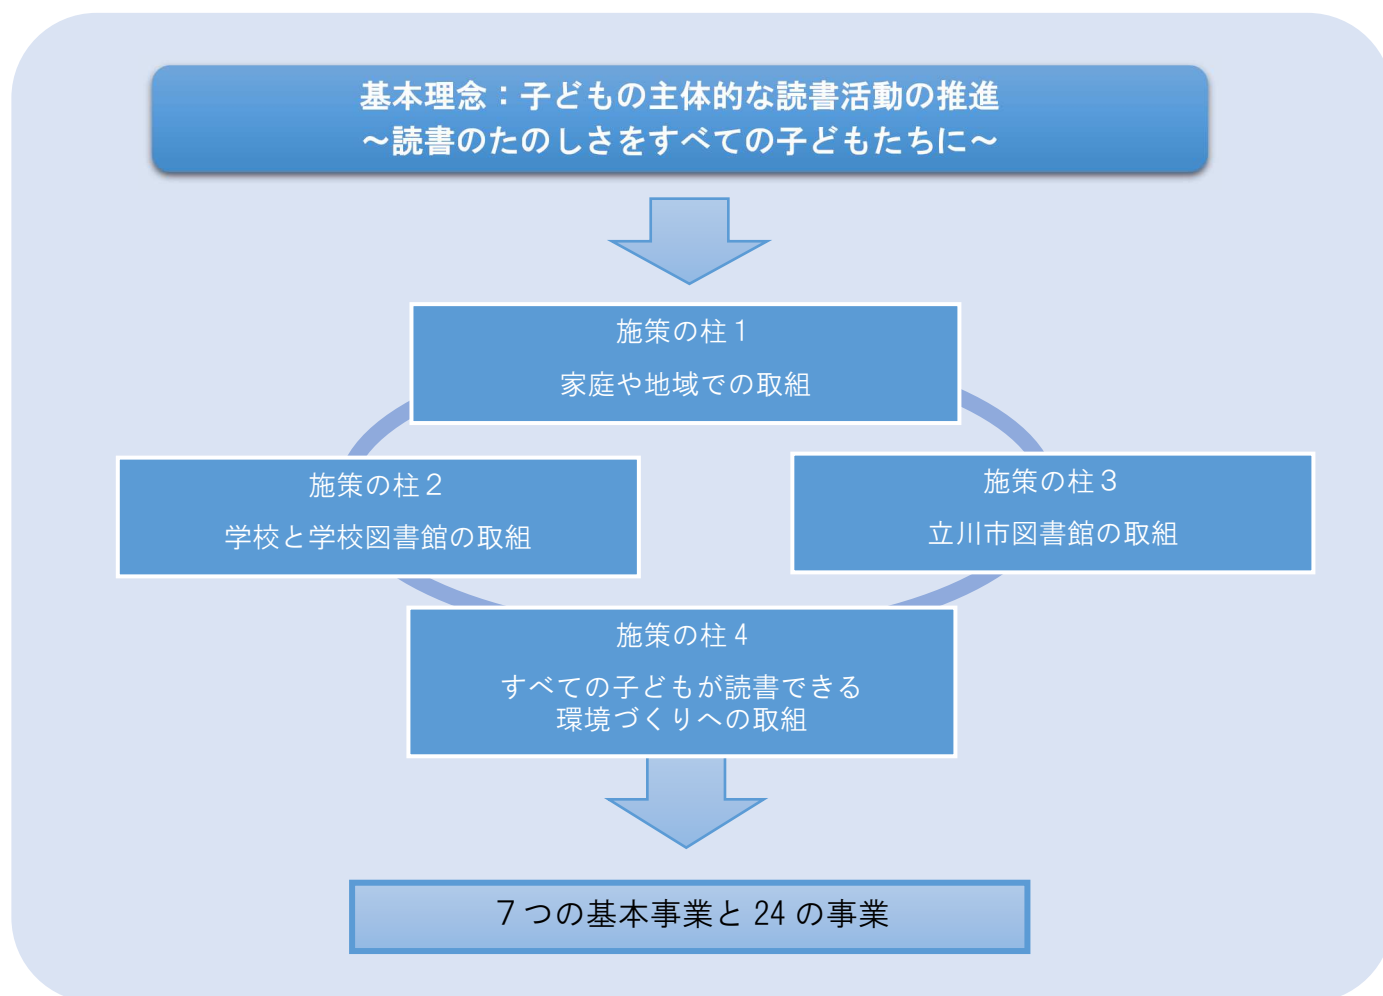 基本理念：子どもの主体的な読書活動の推進
～読書のたのしさをすべての子どもたちに～
施策の柱１
家庭や地域での取組
施策の柱２
学校と学校図書館の取組
施策の柱３
立川市図書館の取組
施策の柱４
すべての子どもが読書できる
環境づくりへの取組
７つの基本事業と 24 の事業